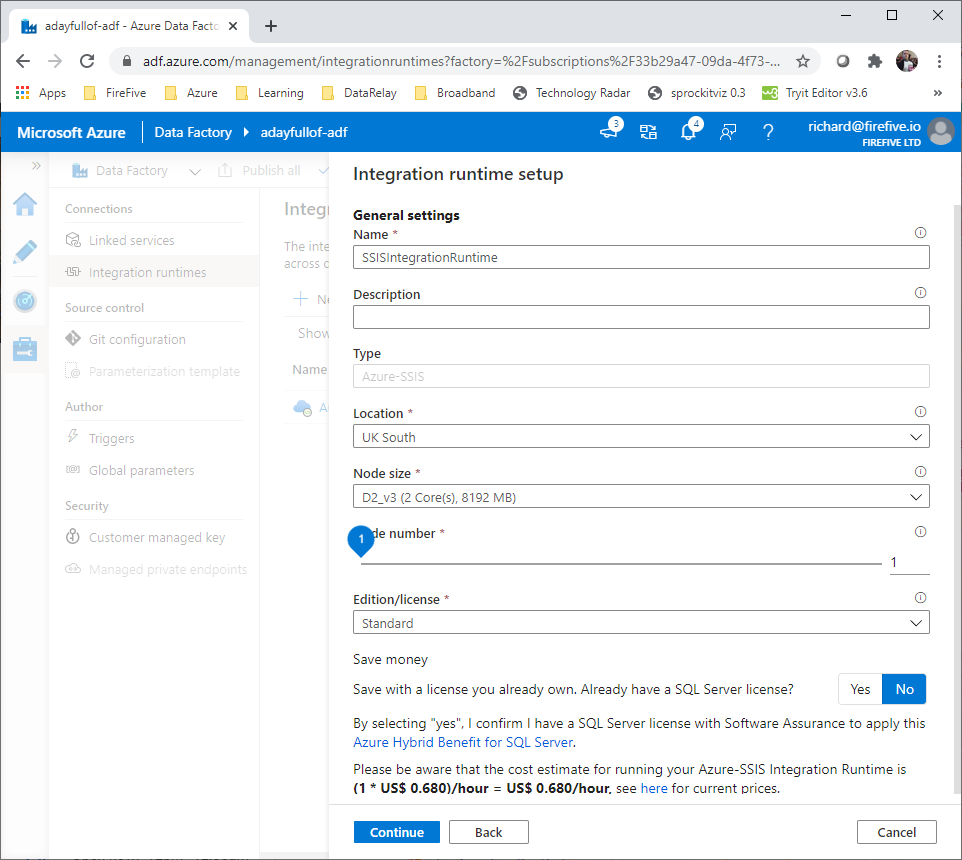 adayfullof-adf - Azure Data Facto
adf.azure.com/management/integrationruntimes?factory=%2Fsubscriptions%2F33b29a47-09da-4f73-...
Apps FireFive Azure Learning DataRelay Broadband Technology Radar sprockitviz 0.3 w3 Tryit Editor v3.6 »
Microsoft Azure Data Factory adayfullof-adf 3 4 ? richard@firefive.io
FIREFIVE LTD
» Data Factory Publish all
Connections
Linked services
Integration runtimes
Source control
Git configuration
Parameterization template
Author
Triggers
Global parameters
Security
Customer managed key
Managed private endpoints
Integ
The inte
across
Ne
Show
Name
A
Integration runtime setup
General settings
Name *
SSISIntegrationRuntime
Description
Type
Azure-SSIS
Location *
UK South
Node size *
D2_v3 (2 Core(s), 8192 MB)
1 de number *
1
Edition/license *
Standard
Save money
Save with a license you already own. Already have a SQL Server license? Yes No
By selecting "yes", I confirm I have a SQL Server license with Software Assurance to apply this
Azure Hybrid Benefit for SQL Server.
Please be aware that the cost estimate for running your Azure-SSIS Integration Runtime is
(1 * US$ 0.680)/hour = US$ 0.680/hour, see here for current prices.
Continue Back Cancel